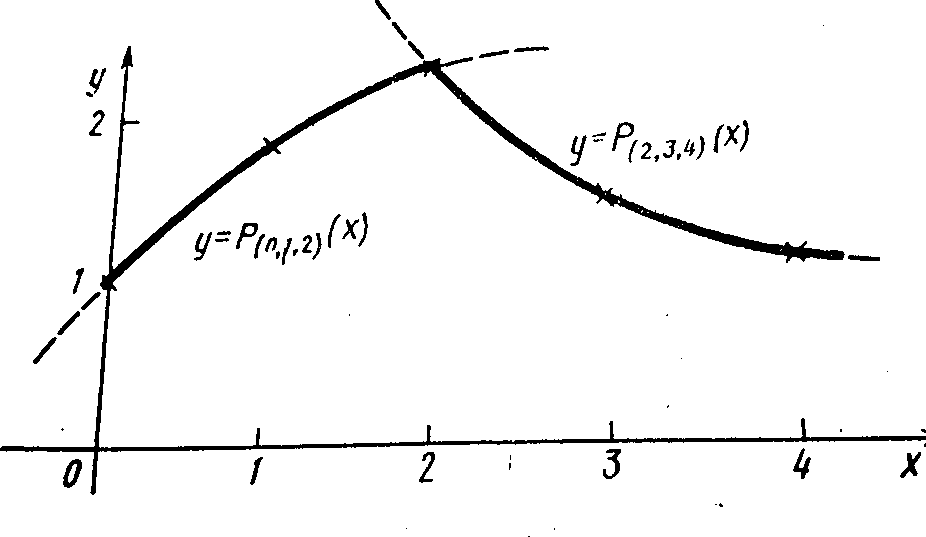 y
2
y=P(2,3,4)(x)
y=P(0,1,2)(x)
1
0 1 2 3 4 x